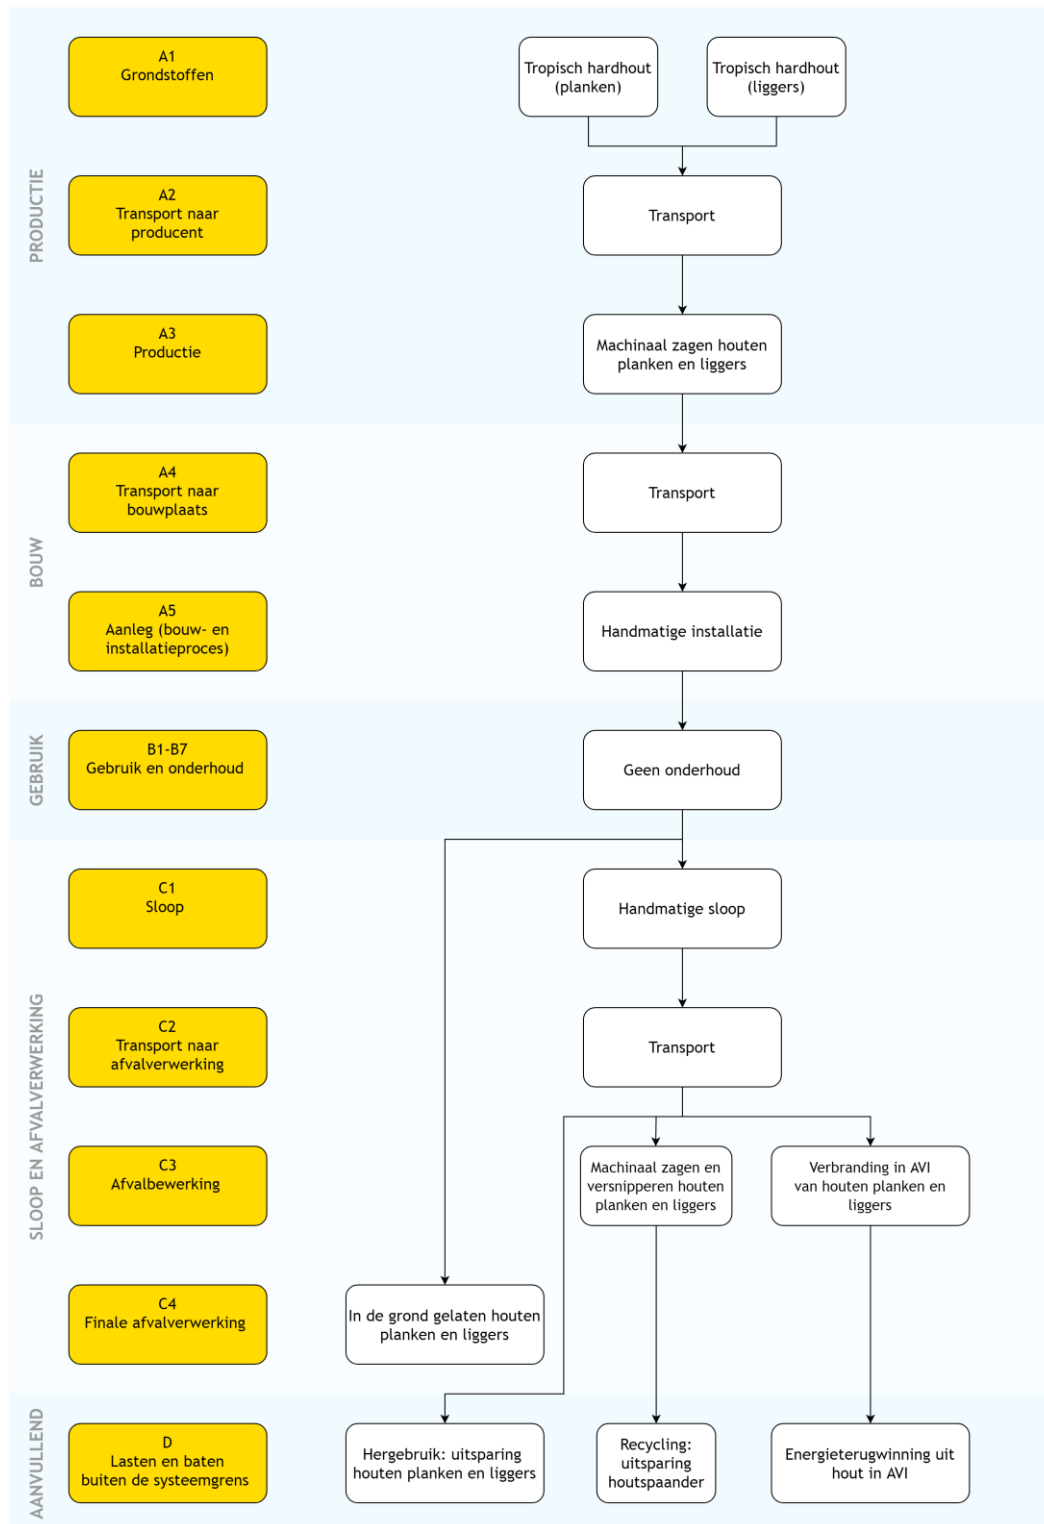 PRODUCTIE
A1
Grondstoffen
Tropisch hardhout
(planken)
Tropisch hardhout
(liggers)
A2
Transport naar
producent
Transport
A3
Productie
Machinaal zagen houten
planken en liggers
BOUW
A4
Transport naar
bouwplaats
Transport
A5
Aanleg (bouw- en
installatieproces)
Handmatige installatie
GEBRUIK
B1-B7
Gebruik en onderhoud
Geen onderhoud
SLOOP EN AFVALVERWERKING
C1
Sloop
Handmatige sloop
C2
Transport naar
afvalverwerking
Transport
C3
Afvalbewerking
Machinaal zagen en
versnipperen houten
planken en liggers
Verbranding in AVI
van houten planken en
liggers
C4
Finale afvalverwerking
In de grond gelaten houten
planken en liggers
AANVULLEND
D
Lasten en baten
buiten de systeemgrens
Hergebruik: uitsparing
houten planken en liggers
Recycling:
uitsparing
houtspaander
Energieterugwinning uit
hout in AVI